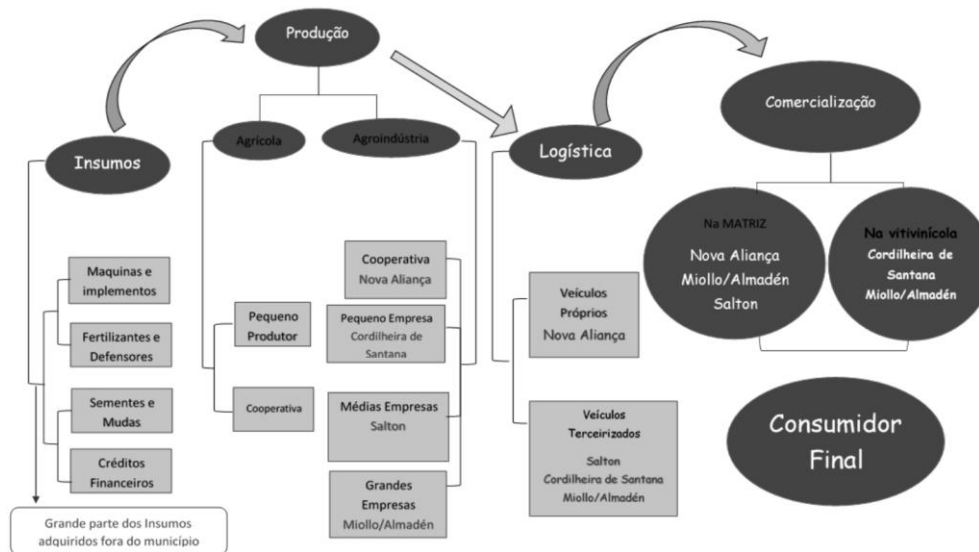 Insumos
Maquinas e
implementos
Fertilizantes e
Defensores
Sementes e
Mudas
Créditos
Financeiros
Grande parte dos Insumos
adquiridos fora do município
Produção
Agrícola
Pequeno
Produtor
Cooperativa
Agroindústria
Cooperativa
Nova Aliança
Pequeno Empresa
Cordilheira de
Santana
Médias Empresas
Salton
Grandes
Empresas
Miollo/Almadén
Logística
Veículos
Próprios
Nova Aliança
Veículos
Terceirizados
Salton
Cordilheira de Santana
Miollo/Almadén
Comercialização
Na MATRIZ
Nova Aliança
Miollo/Almadén
Salton
Na vitivinícola
Cordilheira de
Santana
Miollo/Almadén
Consumidor
Final